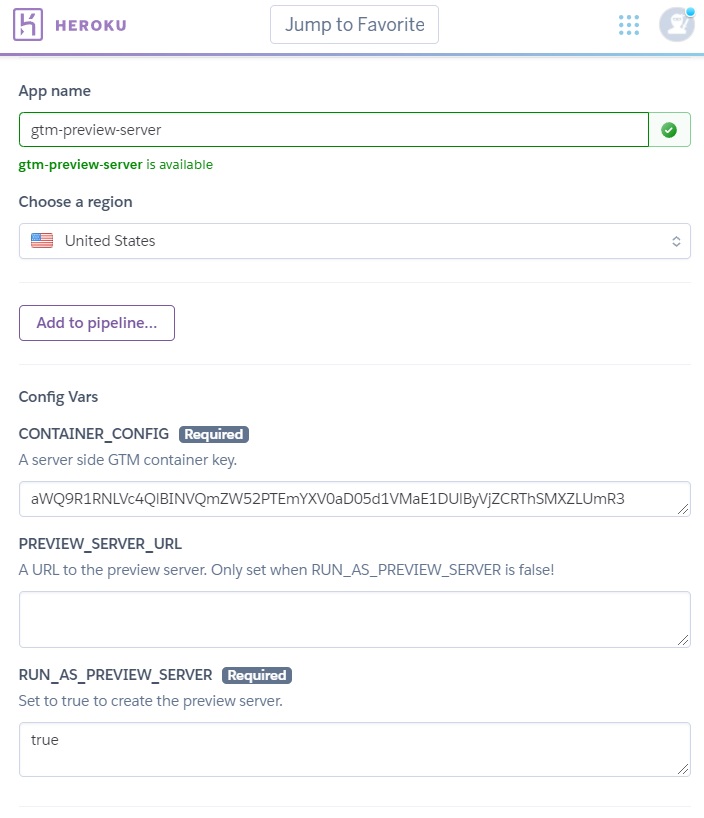 HEROKU
Jump to Favorite
App name
gtm-preview-server
gtm-preview-server is available
Choose a region
United States
Add to pipeline...
Config Vars
CONTAINER_CONFIG Required
A server side GTM container key.
aWQ9R1RNLVc4QlBINVQmZW52PTEmYXV0aD05d1VMaE1DUlByVjZCRThSMXZLUmR3
PREVIEW_SERVER_URL
A URL to the preview server. Only set when RUN_AS_PREVIEW_SERVER is false!
RUN_AS_PREVIEW_SERVER Required
Set to true to create the preview server.
true